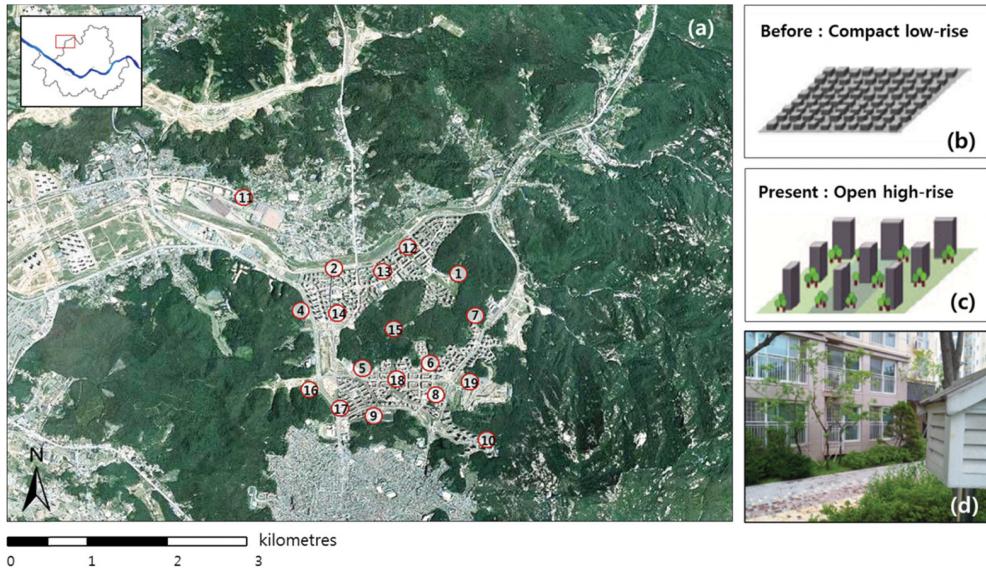 (a)
11
12
2
13
1
4
14
7
15
5
6
18
19
16
8
17
9
10
N
kilometres
0 1 2 3
Before : Compact low-rise
(b)
Present : Open high-rise
(c)
(d)